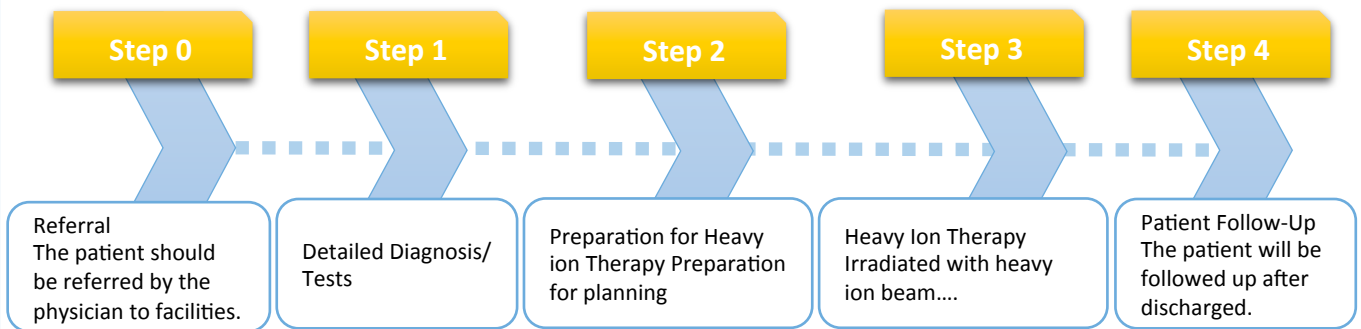 Step 0
Step 1
Step 2
Step 3
Step 4
Referral
The patient should
be referred by the
physician to facilities.
Detailed Diagnosis/
Tests
Preparation for Heavy
ion Therapy Preparation
for planning
Heavy Ion Therapy
Irradiated with heavy
ion beam....
Patient Follow-Up
The patient will be
followed up after
discharged.